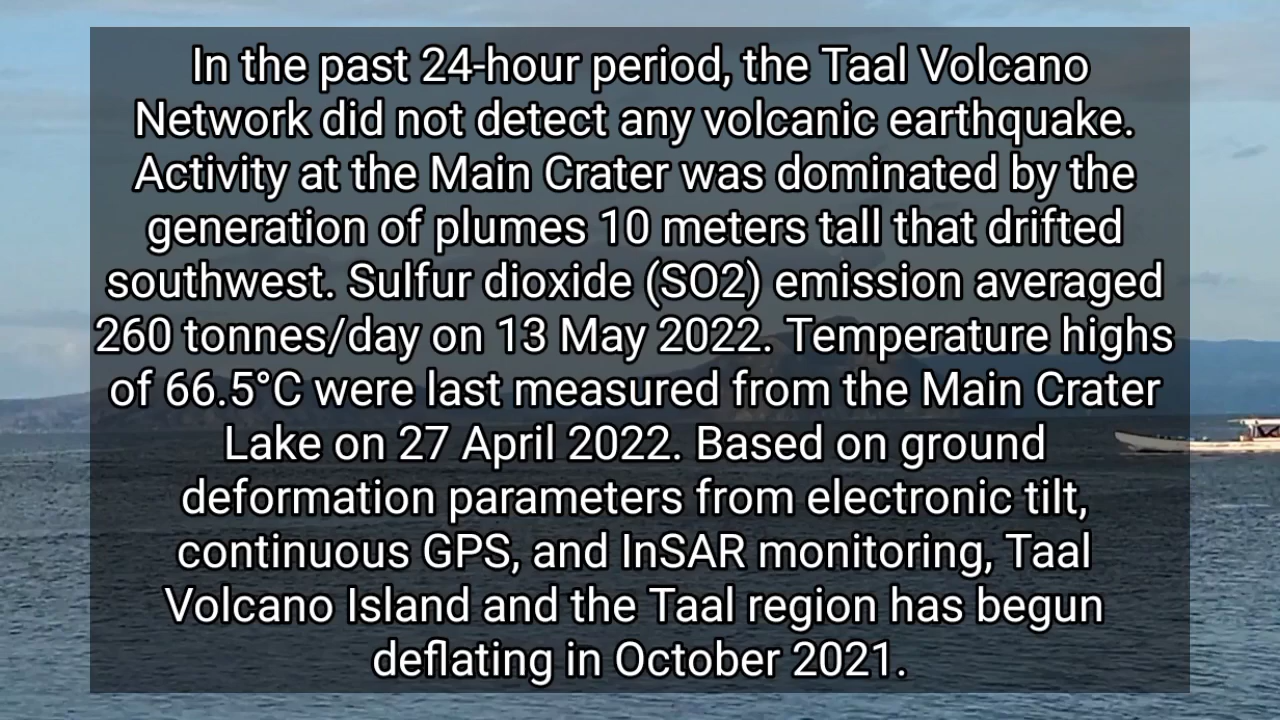 In the past 24-hour period, the Taal Volcano
Network did not detect any volcanic earthquake.
Activity at the Main Crater was dominated by the
generation of plumes 10 meters tall that drifted
southwest. Sulfur dioxide (SO2) emission averaged
260 tonnes/day on 13 May 2022. Temperature highs
of 66.5°C were last measured from the Main Crater
Lake on 27 April 2022. Based on ground
deformation parameters from electronic tilt,
continuous GPS, and InSAR monitoring, Taal
Volcano Island and the Taal region has begun
deflating in October 2021.